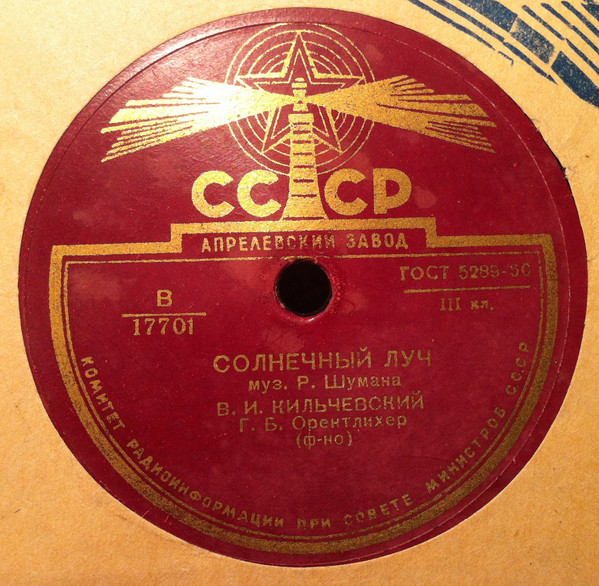 СССР
АПРЕЛЕВСКИЙ ЗАВОД
В
17701
ГОСТ 5289-50
III кл.
СОЛНЕЧНЫЙ ЛУЧ
муз. Р. Шумана
В. И. КИЛЬЧЕВСКИЙ
Г. Б. Орентлихер
(ф-но)
КОМИТЕТ РАДИОИНФОРМАЦИИ ПРИ СОВЕТЕ МИНИСТРОВ СССР